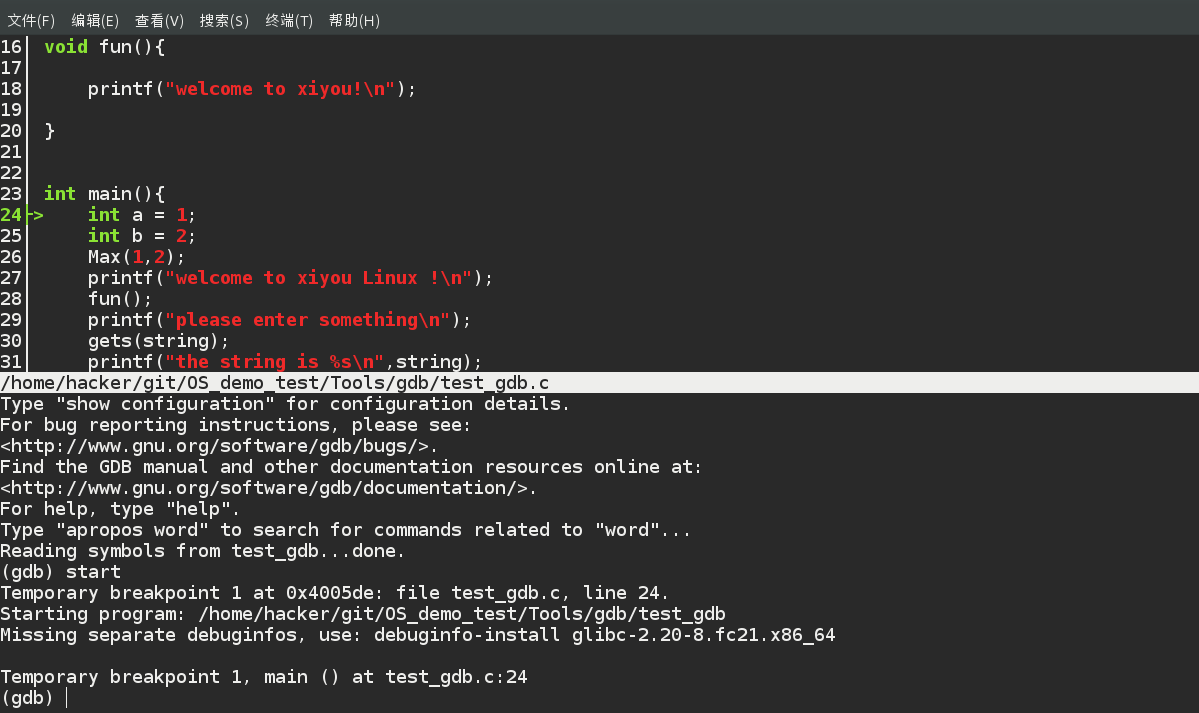 文件(F) 编辑(E) 查看(V) 搜索(S) 终端(T) 帮助(H)
16 void fun(){
17
18 printf("welcome to xiyou!\n");
19
20 }
21
22
23 int main(){
24-> int a = 1;
25 int b = 2;
26 Max(1,2);
27 printf("welcome to xiyou Linux !\n");
28 fun();
29 printf("please enter something\n");
30 gets(string);
31 printf("the string is %s\n",string);
/home/hacker/git/OS_demo_test/Tools/gdb/test_gdb.c
Type "show configuration" for configuration details.
For bug reporting instructions, please see:
<http://www.gnu.org/software/gdb/bugs/>.
Find the GDB manual and other documentation resources online at:
<http://www.gnu.org/software/gdb/documentation/>.
For help, type "help".
Type "apropos word" to search for commands related to "word"...
Reading symbols from test_gdb...done.
(gdb) start
Temporary breakpoint 1 at 0x4005de: file test_gdb.c, line 24.
Starting program: /home/hacker/git/OS_demo_test/Tools/gdb/test_gdb
Missing separate debuginfos, use: debuginfo-install glibc-2.20-8.fc21.x86_64
Temporary breakpoint 1, main () at test_gdb.c:24
(gdb)